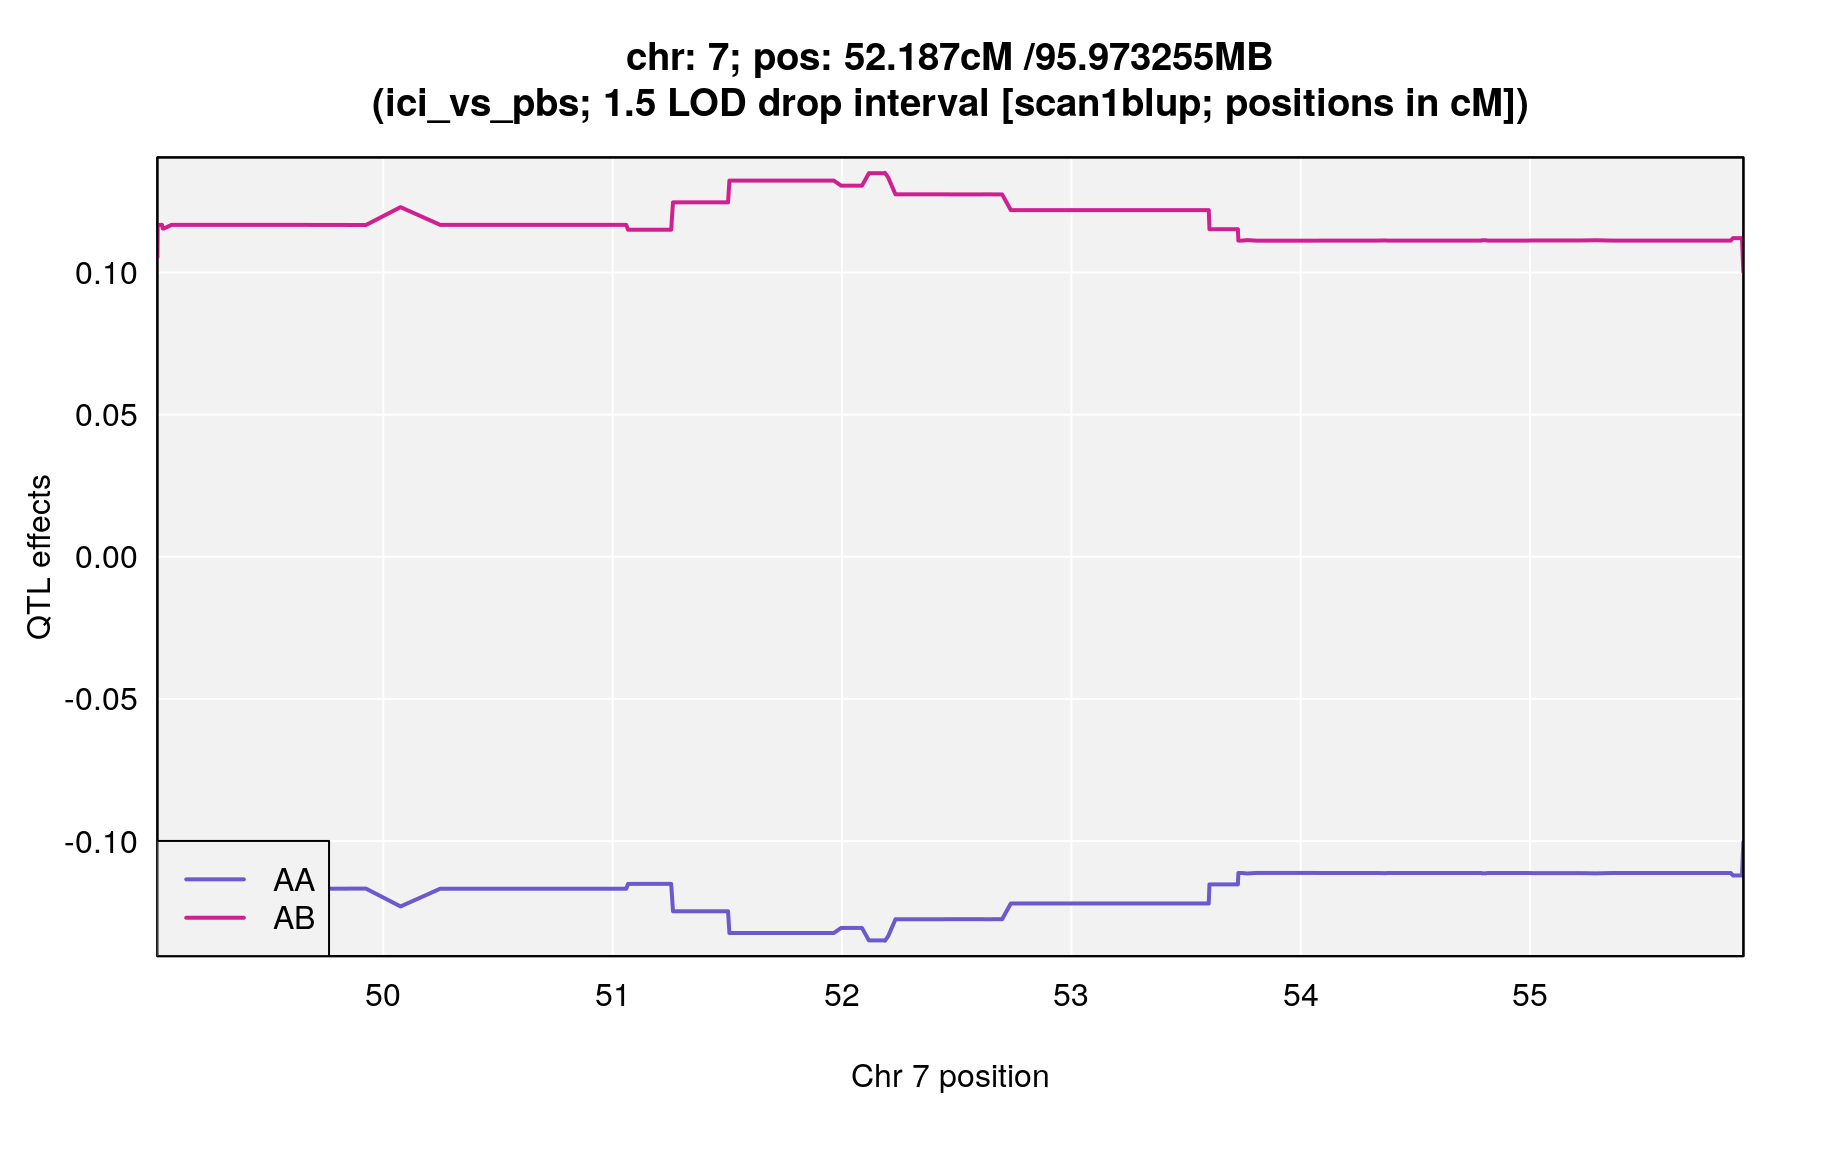 chr: 7; pos: 52.187cM /95.973255MB
(ici_vs_pbs; 1.5 LOD drop interval [scan1blup; positions in cM])
QTL effects
0.10
0.05
0.00
-0.05
-0.10
AA
AB
50 51 52 53 54 55
Chr 7 position